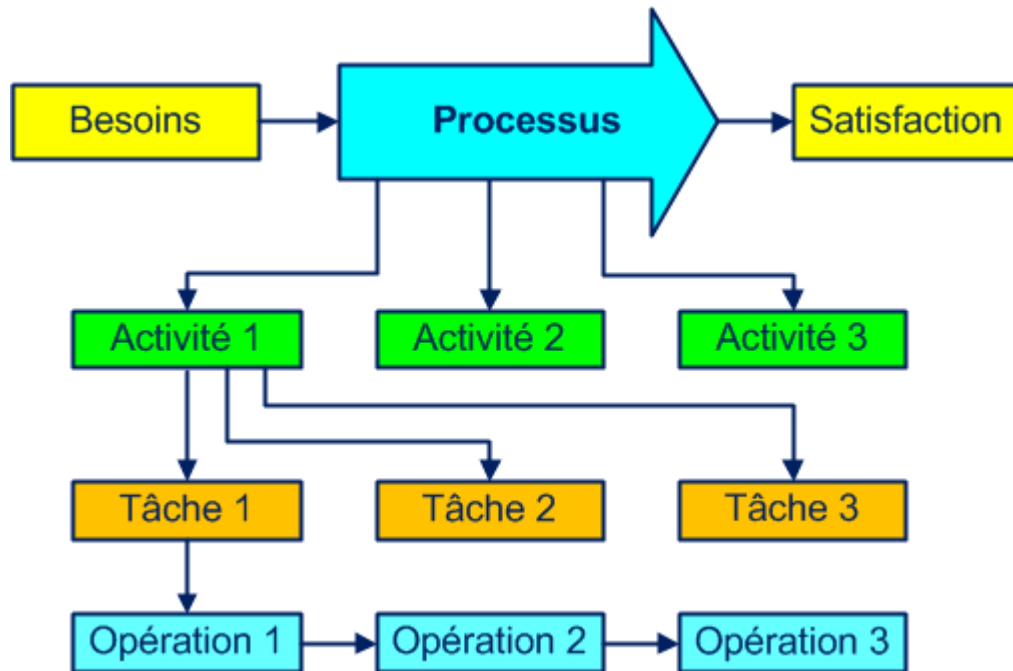 Besoins
Processus
Satisfaction
Activité 1
Activité 2
Activité 3
Tâche 1
Tâche 2
Tâche 3
Opération 1
Opération 2
Opération 3